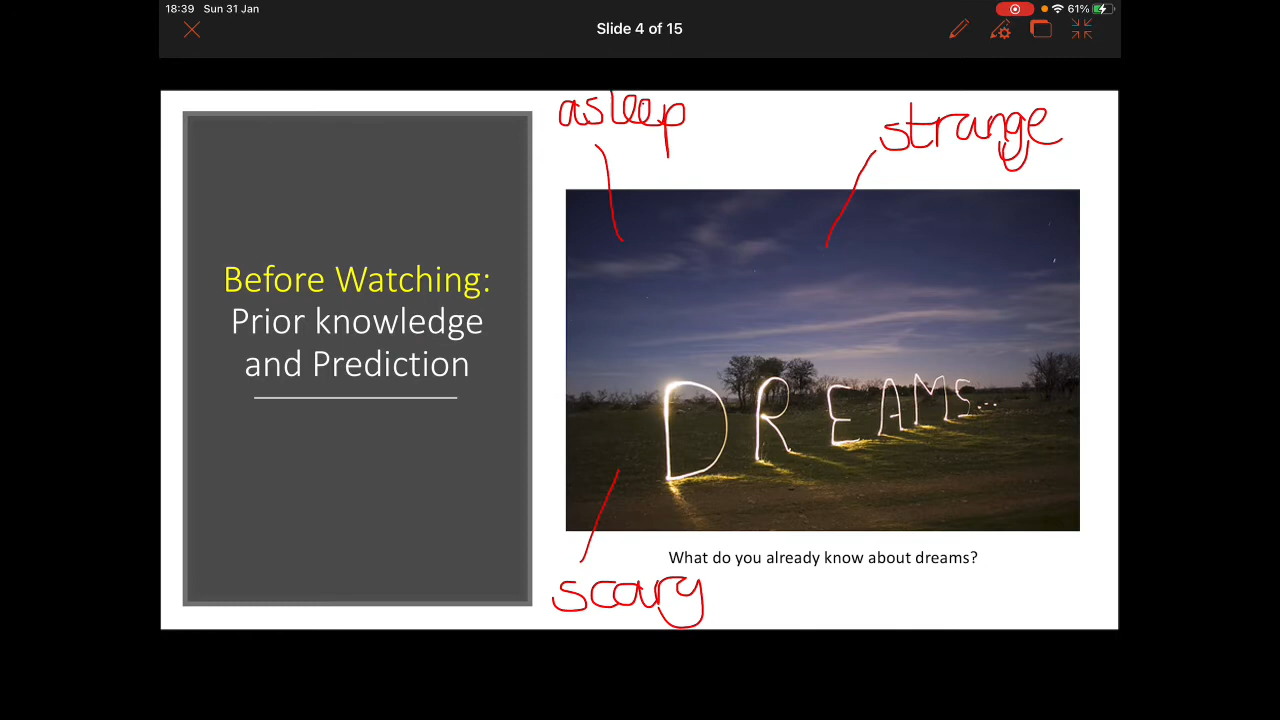 18:39 Sun 31 Jan
61%
Slide 4 of 15
asleep
strange
Before Watching:
Prior knowledge
and Prediction
DREAMS...
What do you already know about dreams?
scary